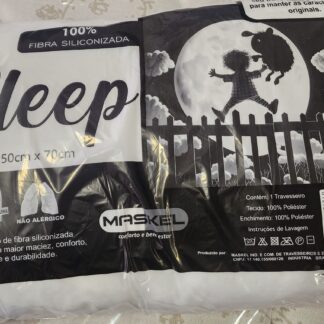 100%
FIBRA SILICONIZADA
leep
50cm x 70cm
NÃO ALÉRGICO
de fibra siliconizada
maior maciez, conforto,
e durabilidade.
MASKEL
conforto e bem estar
para manter as
originais.
Contém: 1 Travesseiro
Tecido: 100% Poliéster
Enchimento: 100% Poliéster
Instruções de Lavagem
Produzido por
MASKEL IND. E COM. DE TRAVESSEIROS E
INDÚSTRIA